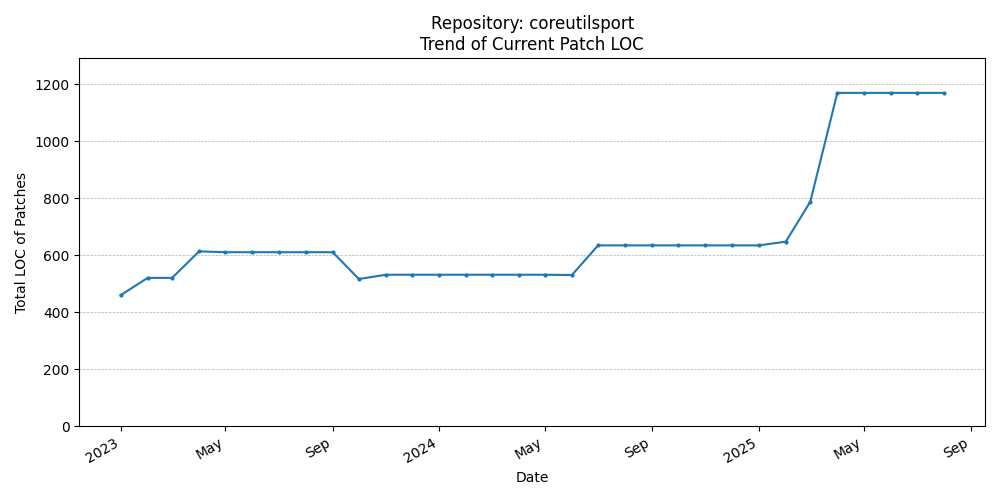 Repository: coreutilsport
Trend of Current Patch LOC
Total LOC of Patches
1200
1000
800
600
400
200
0
2023
May
Sep
2024
May
Sep
2025
May
Sep
Date